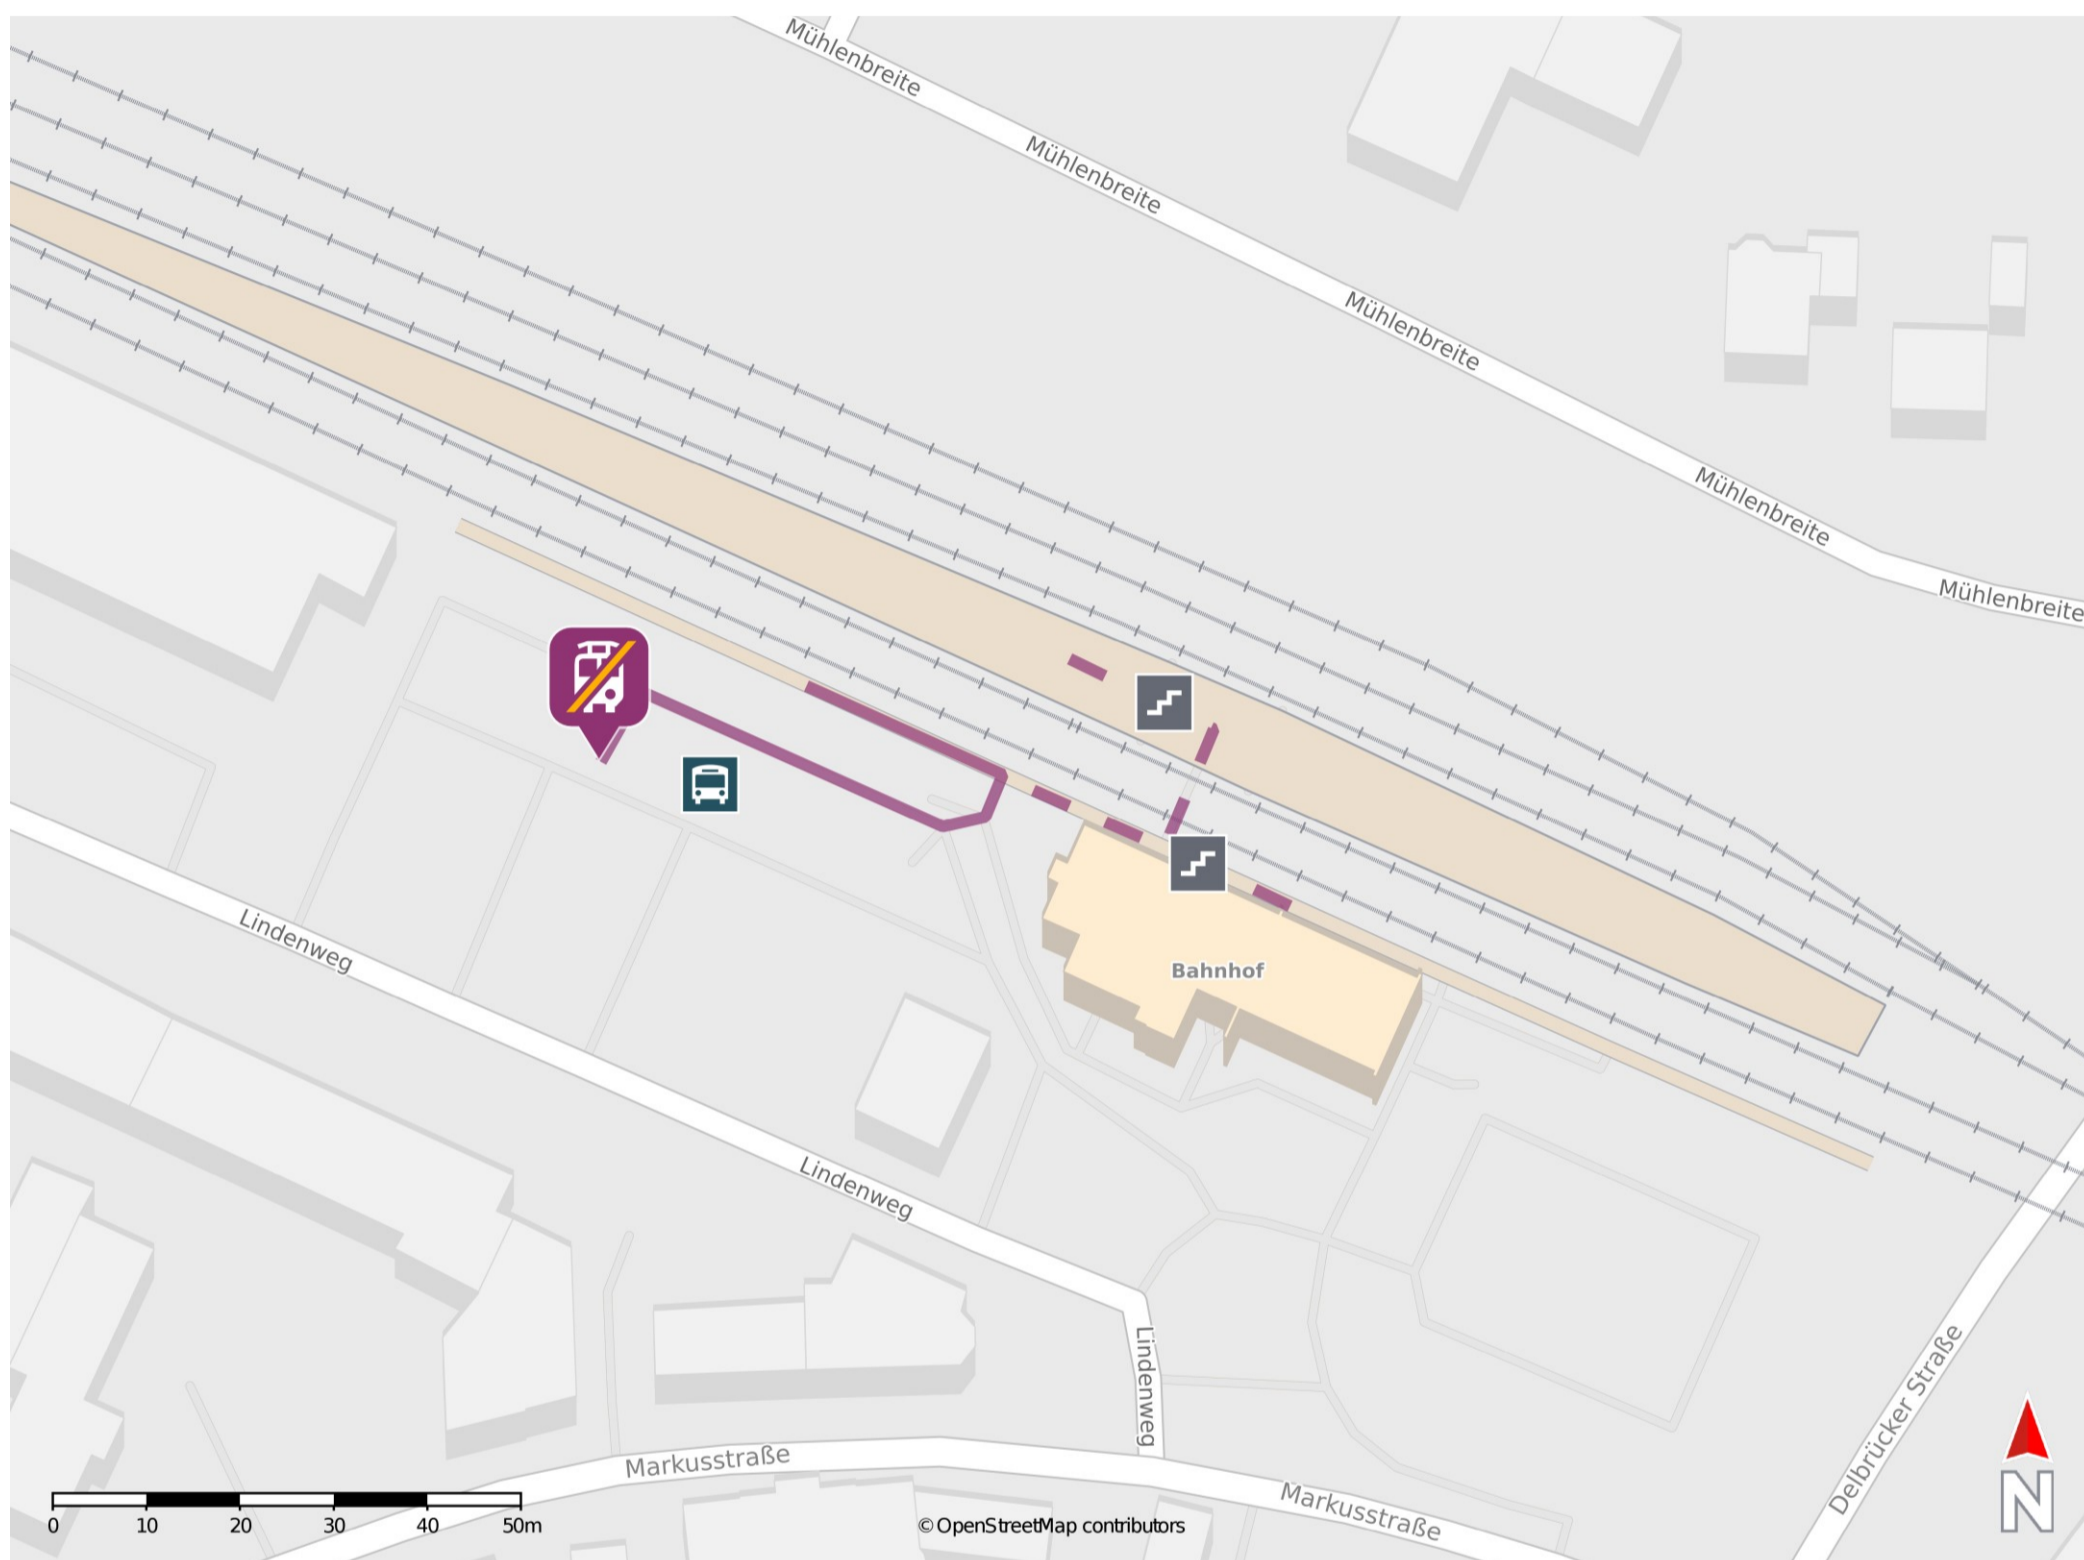 Mühlenbreite
Mühlenbreite
Mühlenbreite
Mühlenbreite
Mühlenbreite
Lindenweg
Bahnhof
Lindenweg
Lindenweg
Delbrücker Straße
Markusstraße
Markusstraße
0 10 20 30 40 50m
© OpenStreetMap contributors
N